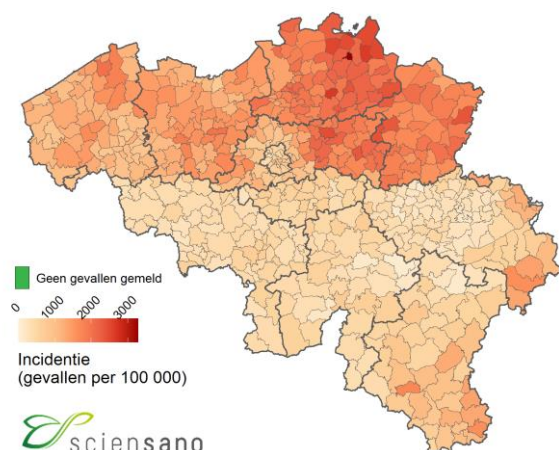 Geen gevallen gemeld
0 1000 2000 3000
Incidentie
(gevallen per 100 000)
sciensano